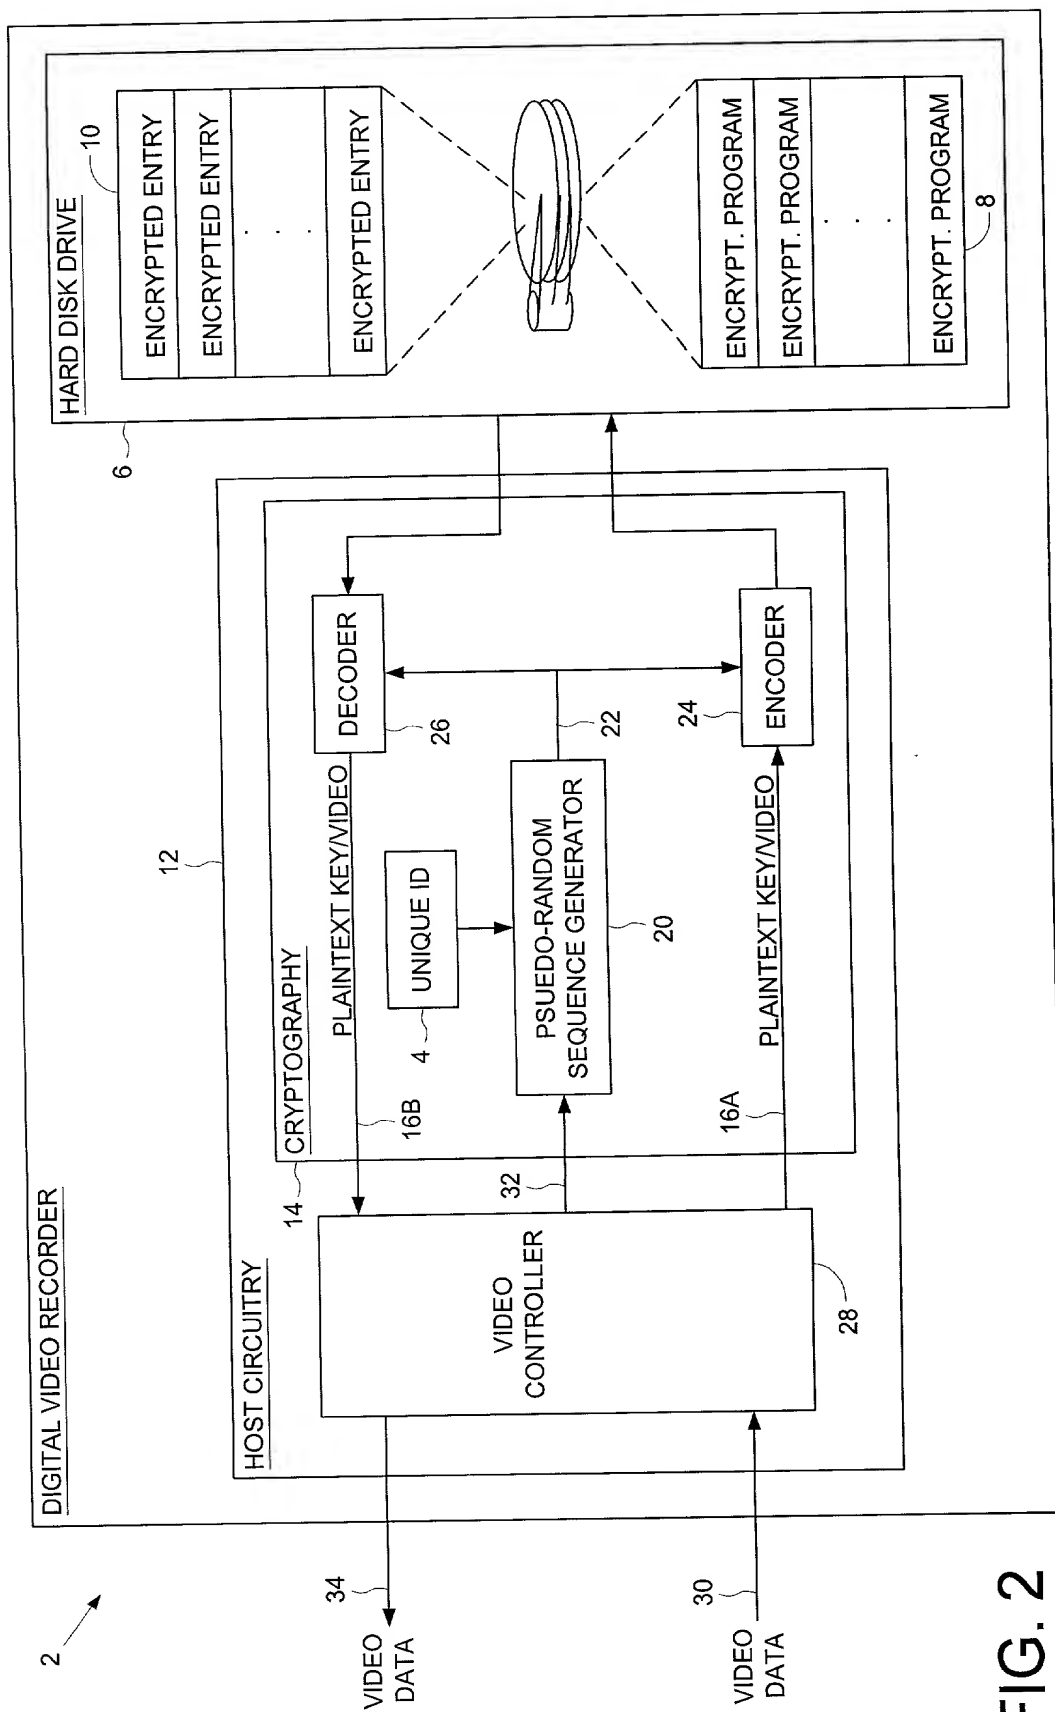 2
DIGITAL VIDEO RECORDER
HARD DISK DRIVE
10
ENCRYPTED ENTRY
ENCRYPTED ENTRY
. . .
ENCRYPTED ENTRY
6
12
HOST CIRCUITRY
14
CRYPTOGRAPHY
PLAINTEXT KEY/VIDEO
DECODER
16B
26
UNIQUE ID
4
34
VIDEO
DATA
VIDEO
CONTROLLER
32
PSUEDO-RANDOM
SEQUENCE GENERATOR
22
20
24
16A
PLAINTEXT KEY/VIDEO
ENCODER
30
VIDEO
DATA
28
ENCRYPT. PROGRAM
ENCRYPT. PROGRAM
. . .
ENCRYPT. PROGRAM
8
FIG. 2